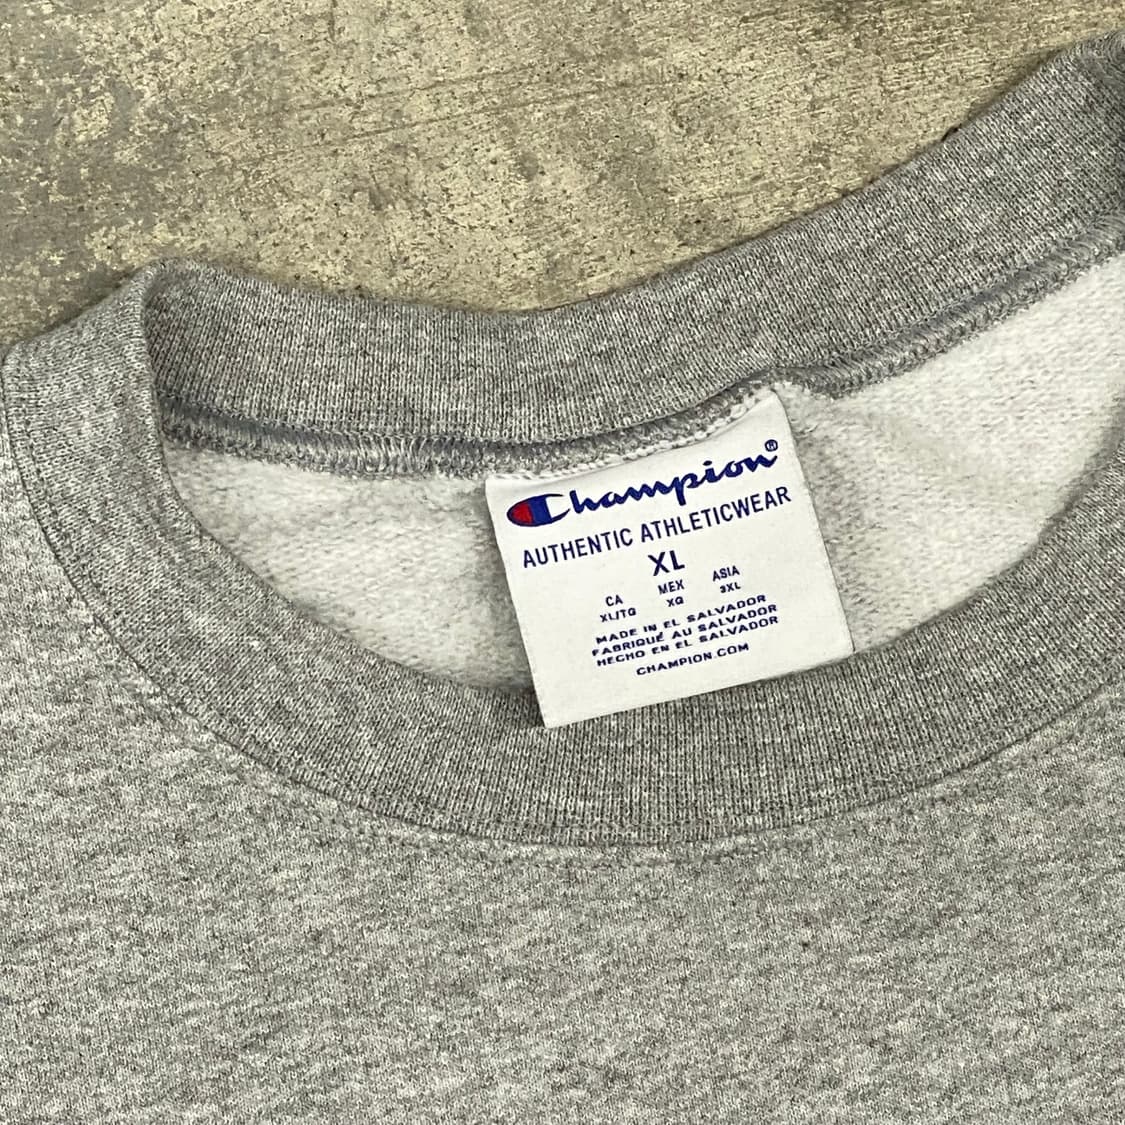 Champion®
AUTHENTIC ATHLETICWEAR
XL
CA MEX ASIA
XL/TG XG 3XL
MADE IN EL SALVADOR
FABRIQUÉ AU SALVADOR
HECHO EN EL SALVADOR
CHAMPION.COM